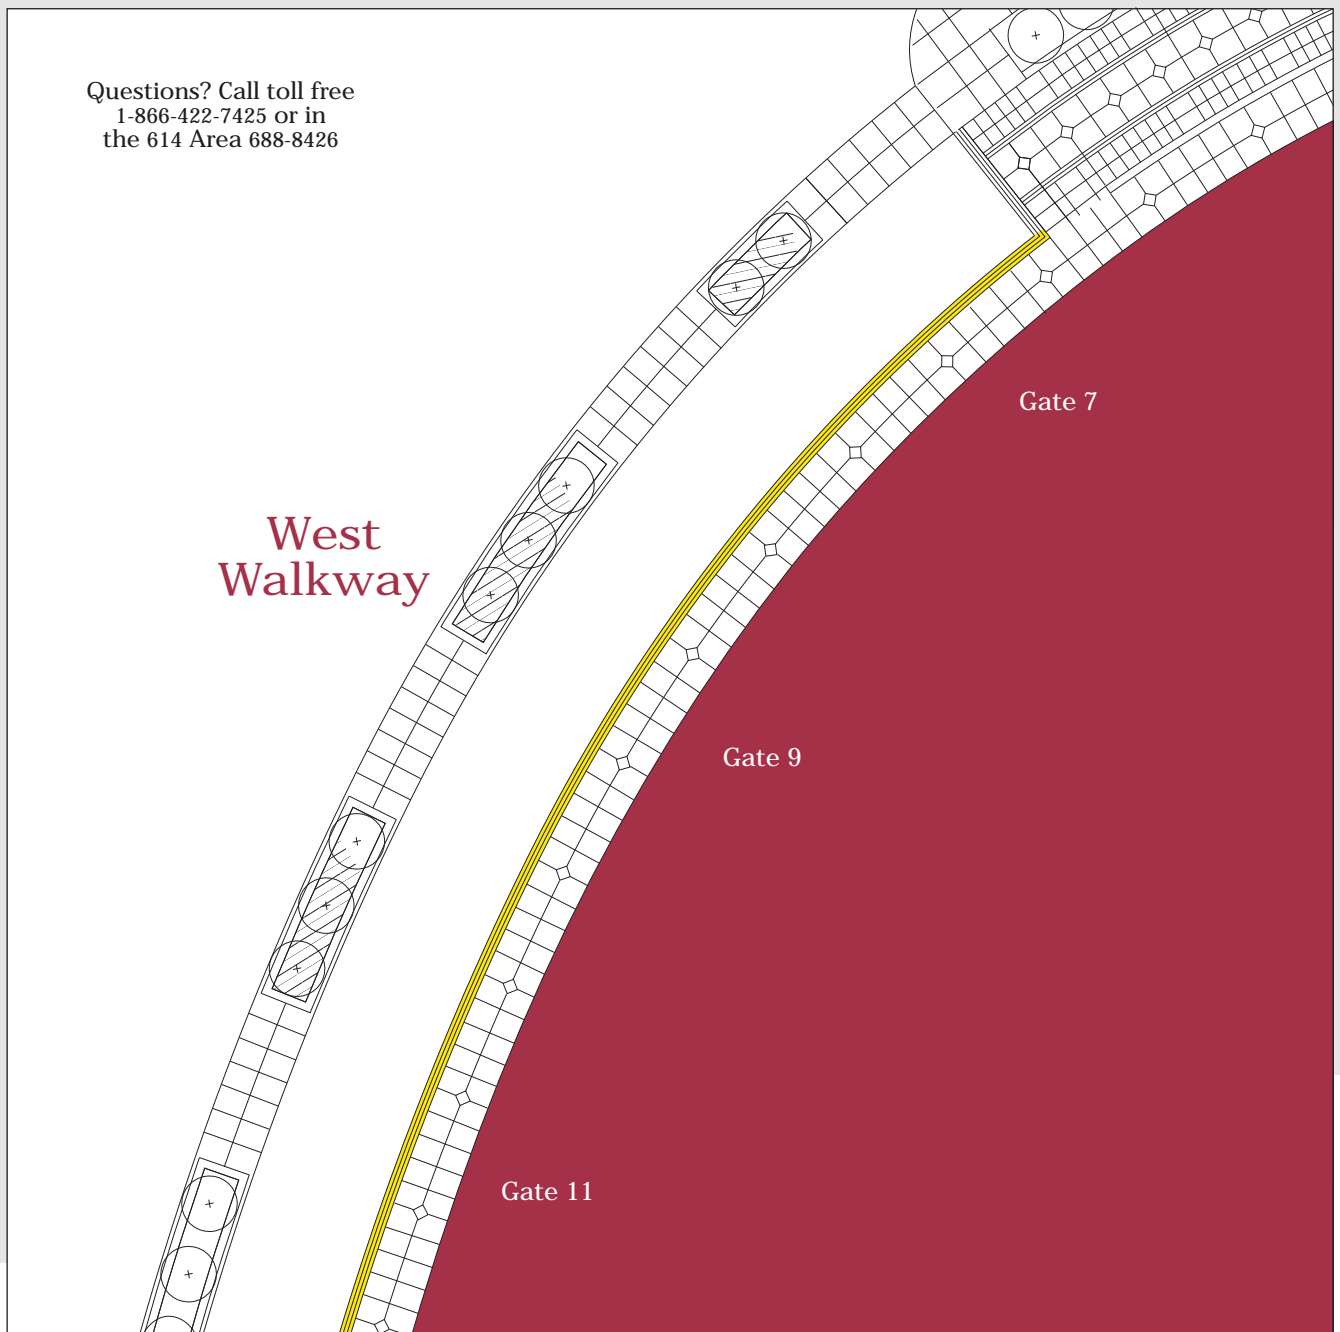 Questions? Call toll free
1-866-422-7425 or in
the 614 Area 688-8426
Gate 7
West
Walkway
Gate 9
Gate 11